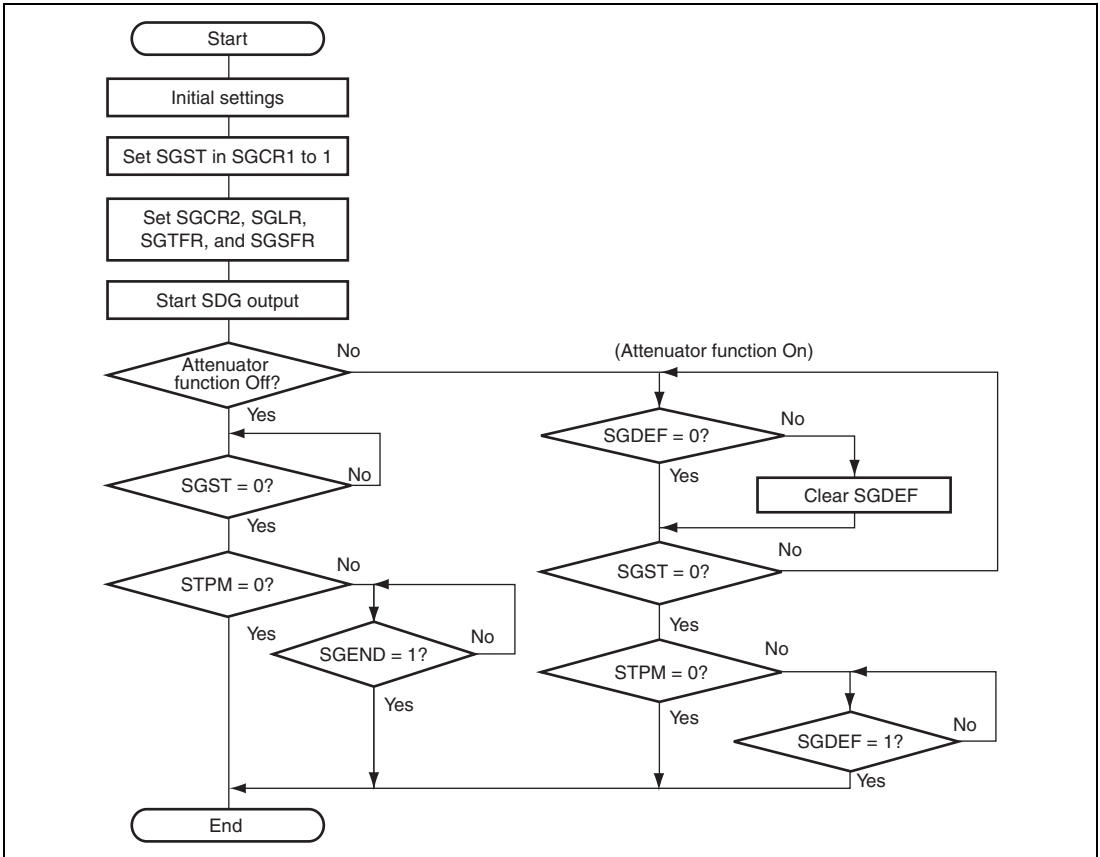 Start
Initial settings
Set SGST in SGCR1 to 1
Set SGCR2, SGLR,
SGTFR, and SGSFR
Start SDG output
Attenuator
function Off?
No
Yes
SGST = 0?
No
Yes
STPM = 0?
No
Yes
SGEND = 1?
No
Yes
(Attenuator function On)
SGDEF = 0?
No
Yes
Clear SGDEF
SGST = 0?
No
Yes
STPM = 0?
No
Yes
SGDEF = 1?
No
Yes
End